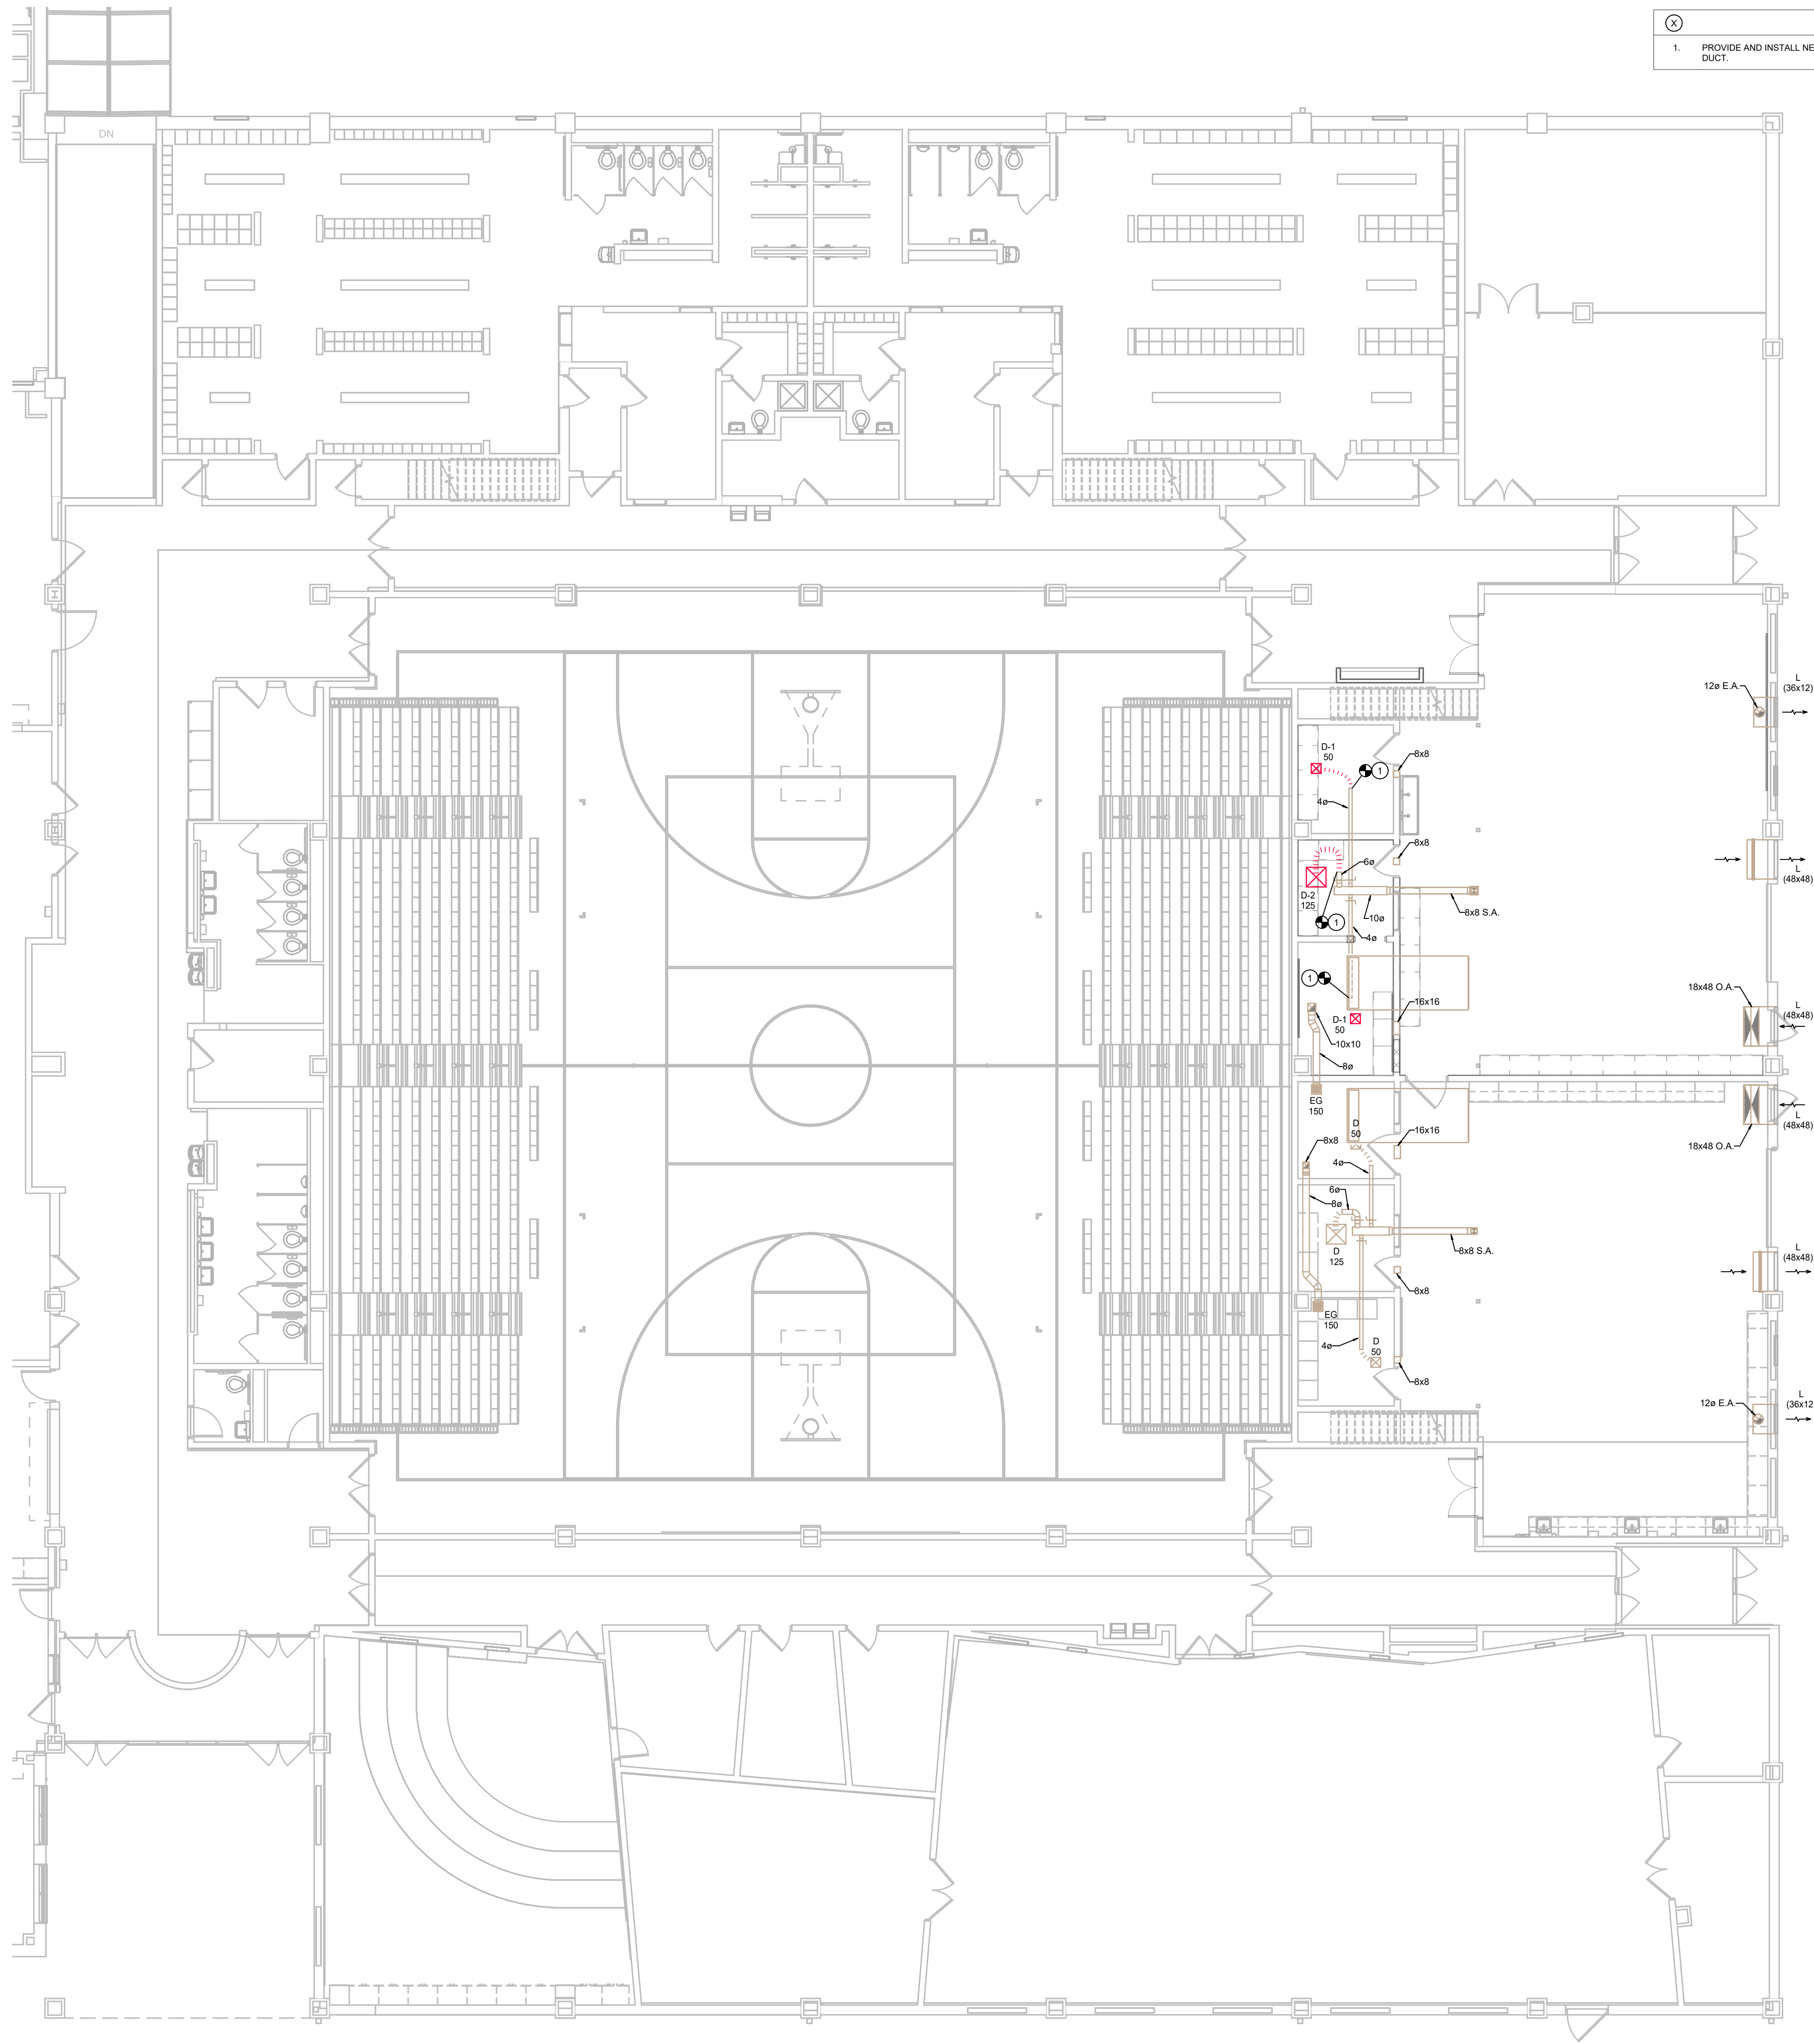 X
1. PROVIDE AND INSTALL NE
DUCT.
DN
12ø E.A.
L
(36x12)
D-1
50
1
8x8
4ø
8x8
6ø
L
(48x48)
D-2
125
10ø
8x8 S.A.
1
4ø
1
18x48 O.A.
16x16
L
(48x48)
D-1
50
10x10
8ø
EG
150
D
50
16x16
L
(48x48)
8x8
18x48 O.A.
4ø
6ø
8ø
D
125
8x8 S.A.
L
(48x48)
8x8
EG
150
4ø
D
50
8x8
12ø E.A.
L
(36x12